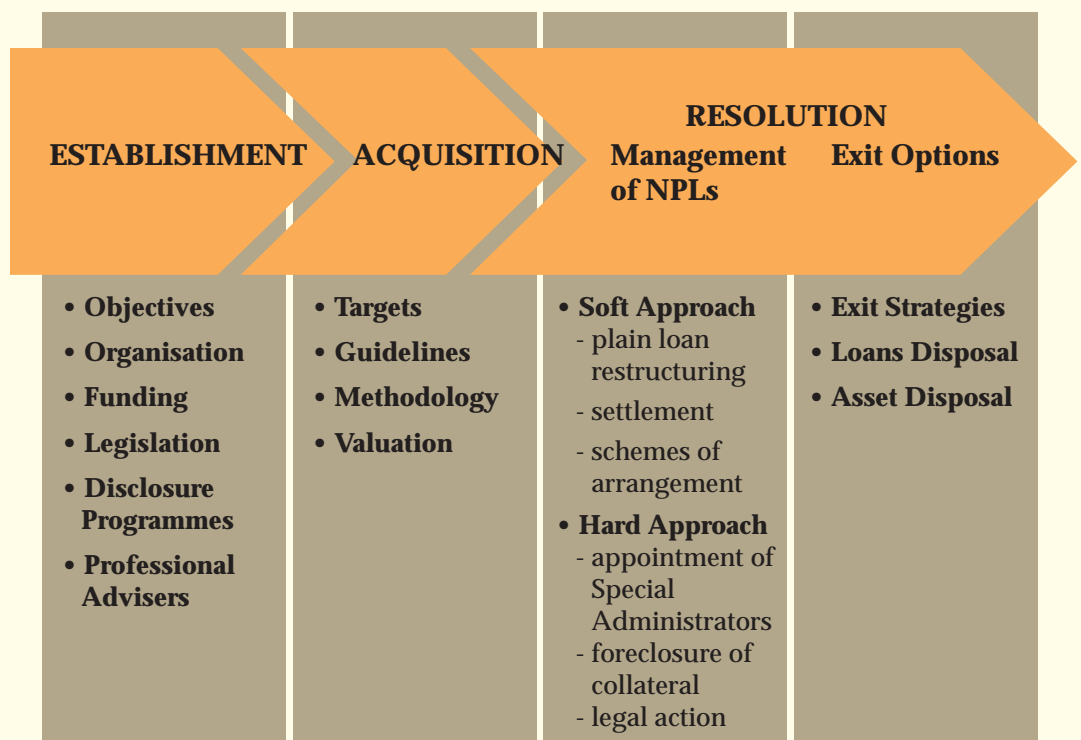 ESTABLISHMENT
ACQUISITION
RESOLUTION
Management
of NPLs
Exit Options
• Objectives
• Organisation
• Funding
• Legislation
• Disclosure
Programmes
• Professional
Advisers
• Targets
• Guidelines
• Methodology
• Valuation
• Soft Approach
- plain loan
restructuring
- settlement
- schemes of
arrangement
• Hard Approach
- appointment of
Special
Administrators
- foreclosure of
collateral
- legal action
• Exit Strategies
• Loans Disposal
• Asset Disposal